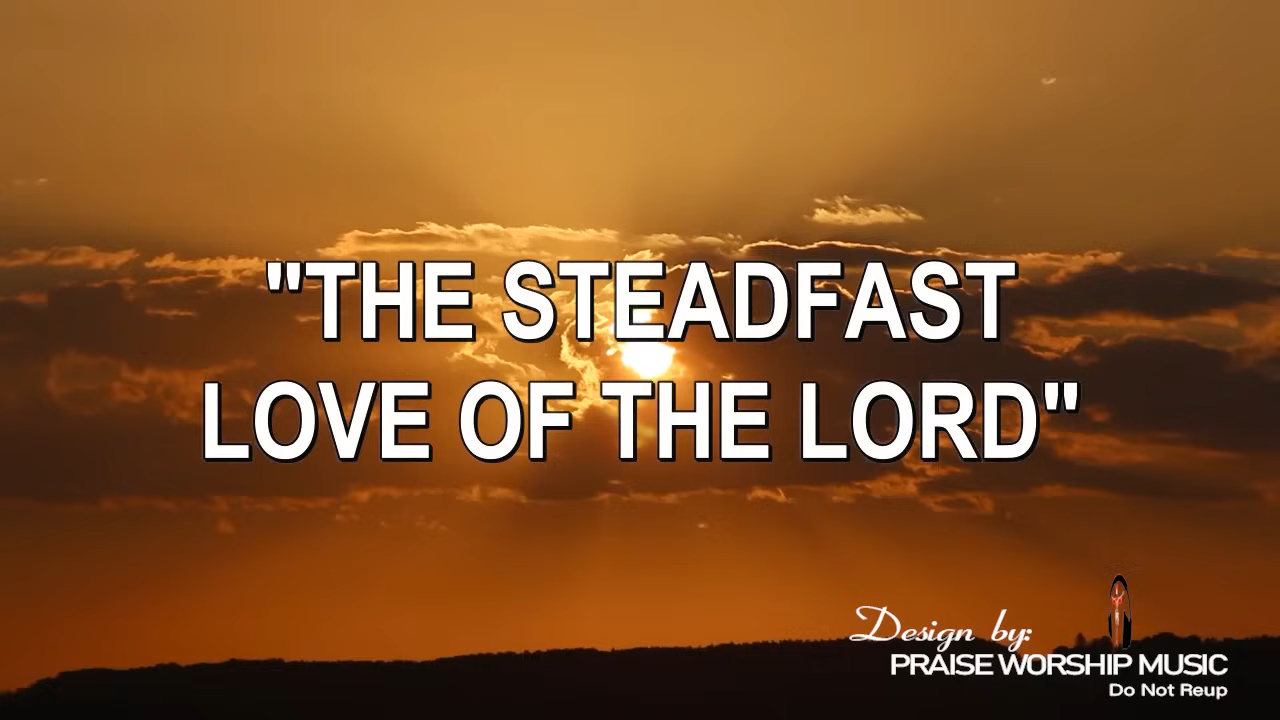 "THE STEADFAST
LOVE OF THE LORD"
Design by:
PRAISE WORSHIP MUSIC
Do Not Reup